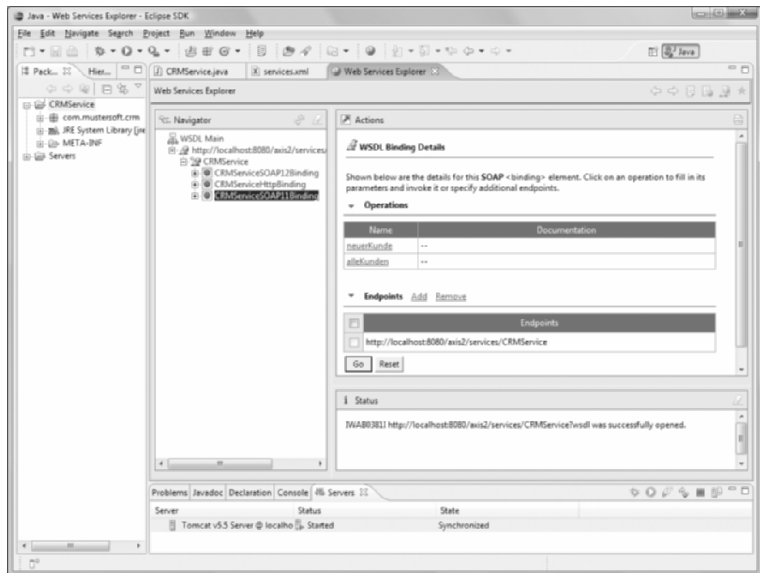 Java - Web Services Explorer - Eclipse SDK
File Edit Navigate Search Project Run Window Help
Java
Pack... Hier...
CRMService.java services.xml Web Services Explorer
CRMService
com.mustersoft.crm
JRE System Library [jre
META-INF
Servers
Web Services Explorer
Navigator
WSDL Main
http://localhost:8080/axis2/services/
CRMService
CRMServiceSOAP12Binding
CRMServiceHttpBinding
CRMServiceSOAP11Binding
Actions
WSDL Binding Details
Shown below are the details for this SOAP <binding> element. Click on an operation to fill in its
parameters and invoke it or specify additional endpoints.
Operations
Name Documentation
neuerKunde --
alleKunden --
Endpoints Add Remove
Endpoints
http://localhost:8080/axis2/services/CRMService
Go Reset
i Status
IWAB0381I http://localhost:8080/axis2/services/CRMService?wsdl was successfully opened.
Problems Javadoc Declaration Console Servers
Server Status State
Tomcat v5.5 Server @ localho Started Synchronized